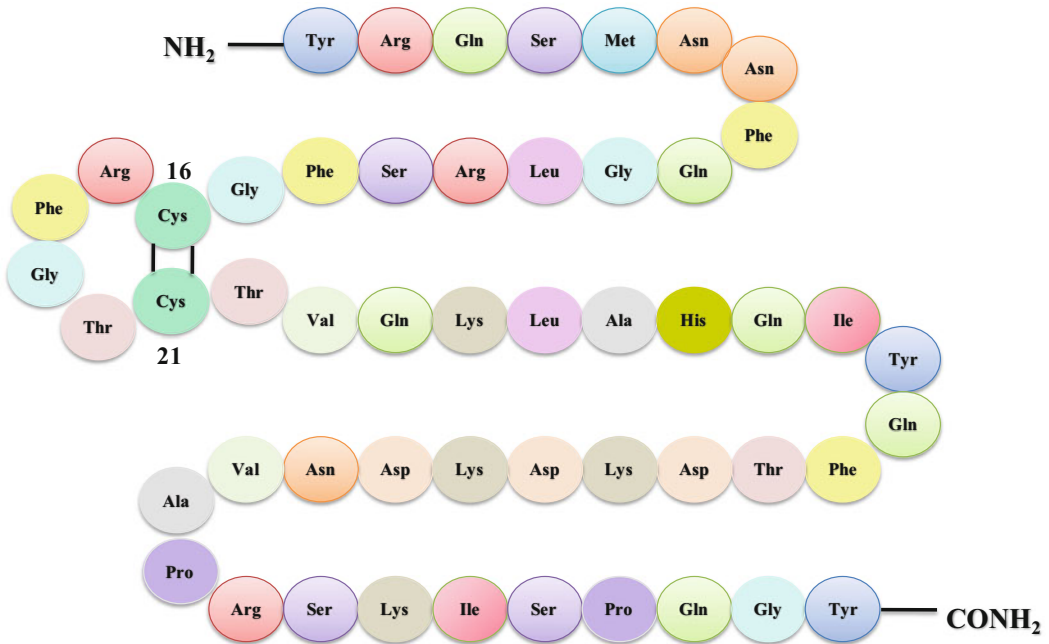 NH₂ Tyr Arg Gln Ser Met Asn
Asn
Phe
Arg 16 Gly Phe Ser Arg Leu Gly Gln
Phe Cys
Gly
Thr Cys Thr Val Gln Lys Leu Ala His Gln Ile
21
Tyr
Gln
Val Asn Asp Lys Asp Lys Asp Thr Phe
Ala
Pro
Arg Ser Lys Ile Ser Pro Gln Gly Tyr CONH₂